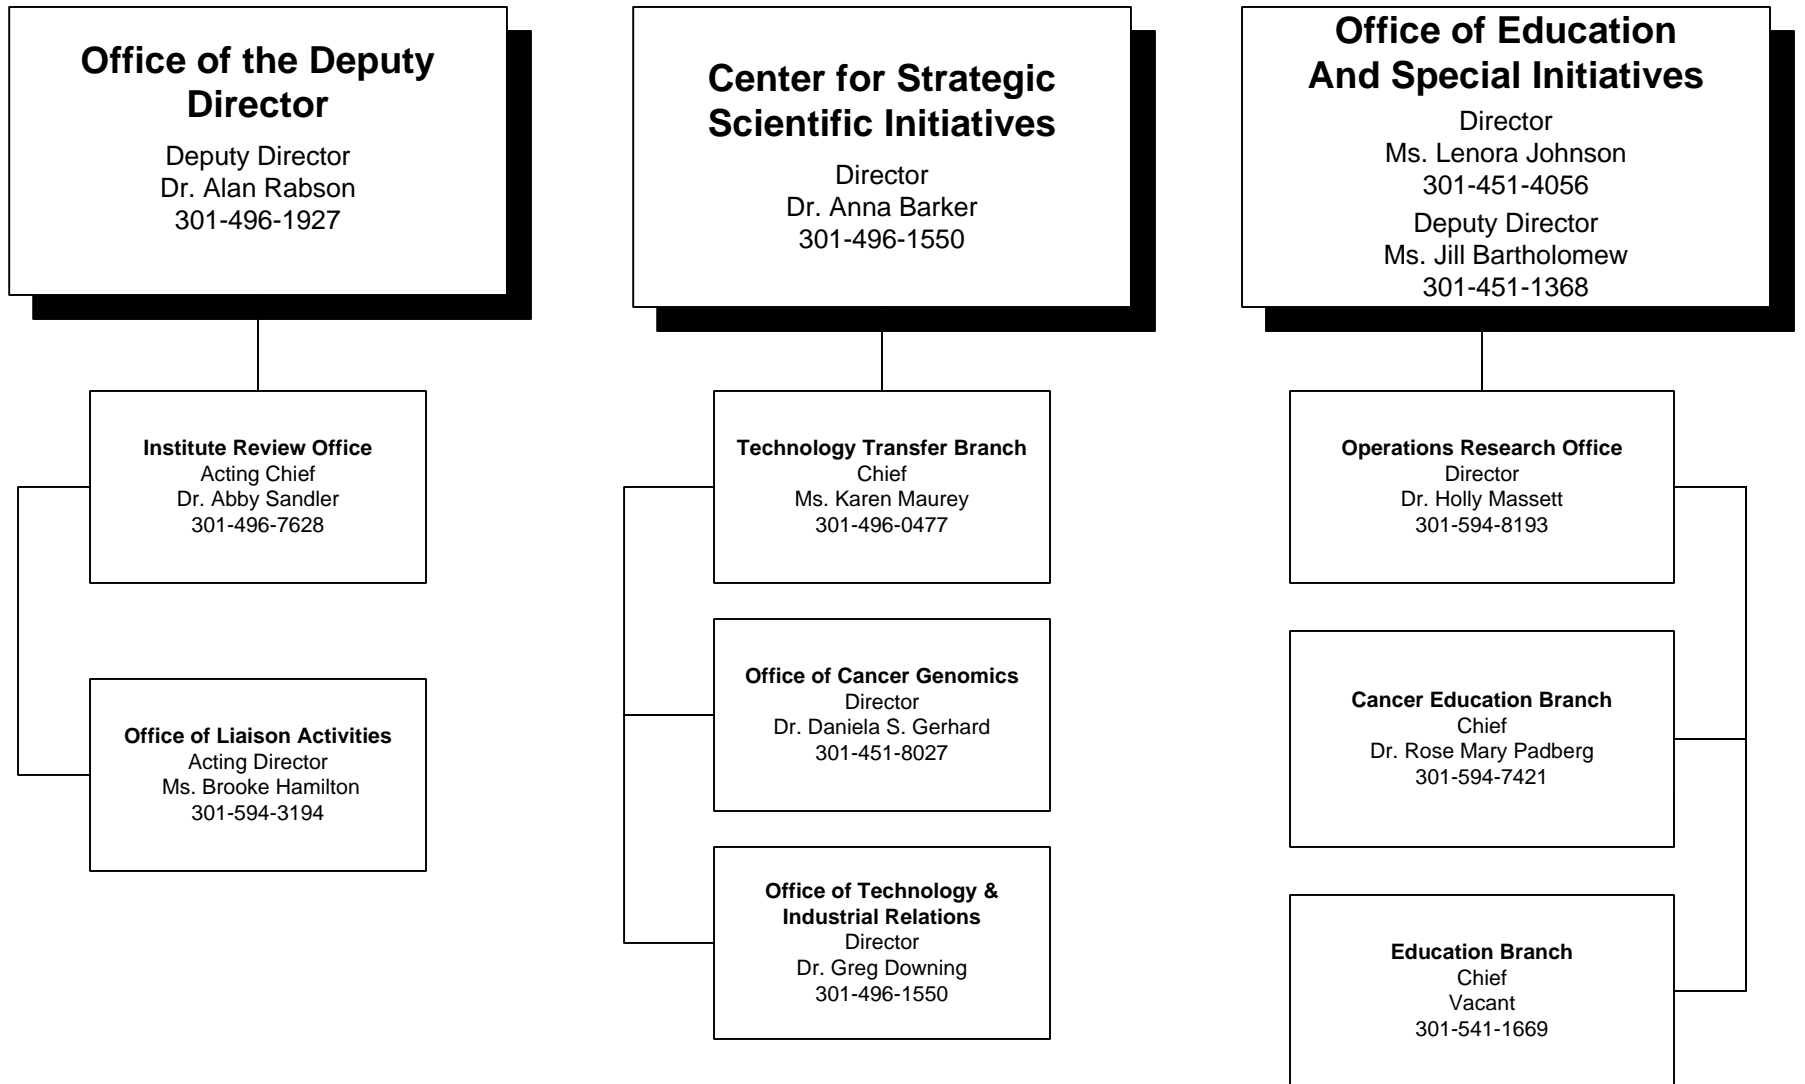 Office of the Deputy
Director
Deputy Director
Dr. Alan Rabson
301-496-1927
Institute Review Office
Acting Chief
Dr. Abby Sandler
301-496-7628
Office of Liaison Activities
Acting Director
Ms. Brooke Hamilton
301-594-3194
Center for Strategic
Scientific Initiatives
Director
Dr. Anna Barker
301-496-1550
Technology Transfer Branch
Chief
Ms. Karen Maurey
301-496-0477
Office of Cancer Genomics
Director
Dr. Daniela S. Gerhard
301-451-8027
Office of Technology &
Industrial Relations
Director
Dr. Greg Downing
301-496-1550
Office of Education
And Special Initiatives
Director
Ms. Lenora Johnson
301-451-4056
Deputy Director
Ms. Jill Bartholomew
301-451-1368
Operations Research Office
Director
Dr. Holly Massett
301-594-8193
Cancer Education Branch
Chief
Dr. Rose Mary Padberg
301-594-7421
Education Branch
Chief
Vacant
301-541-1669